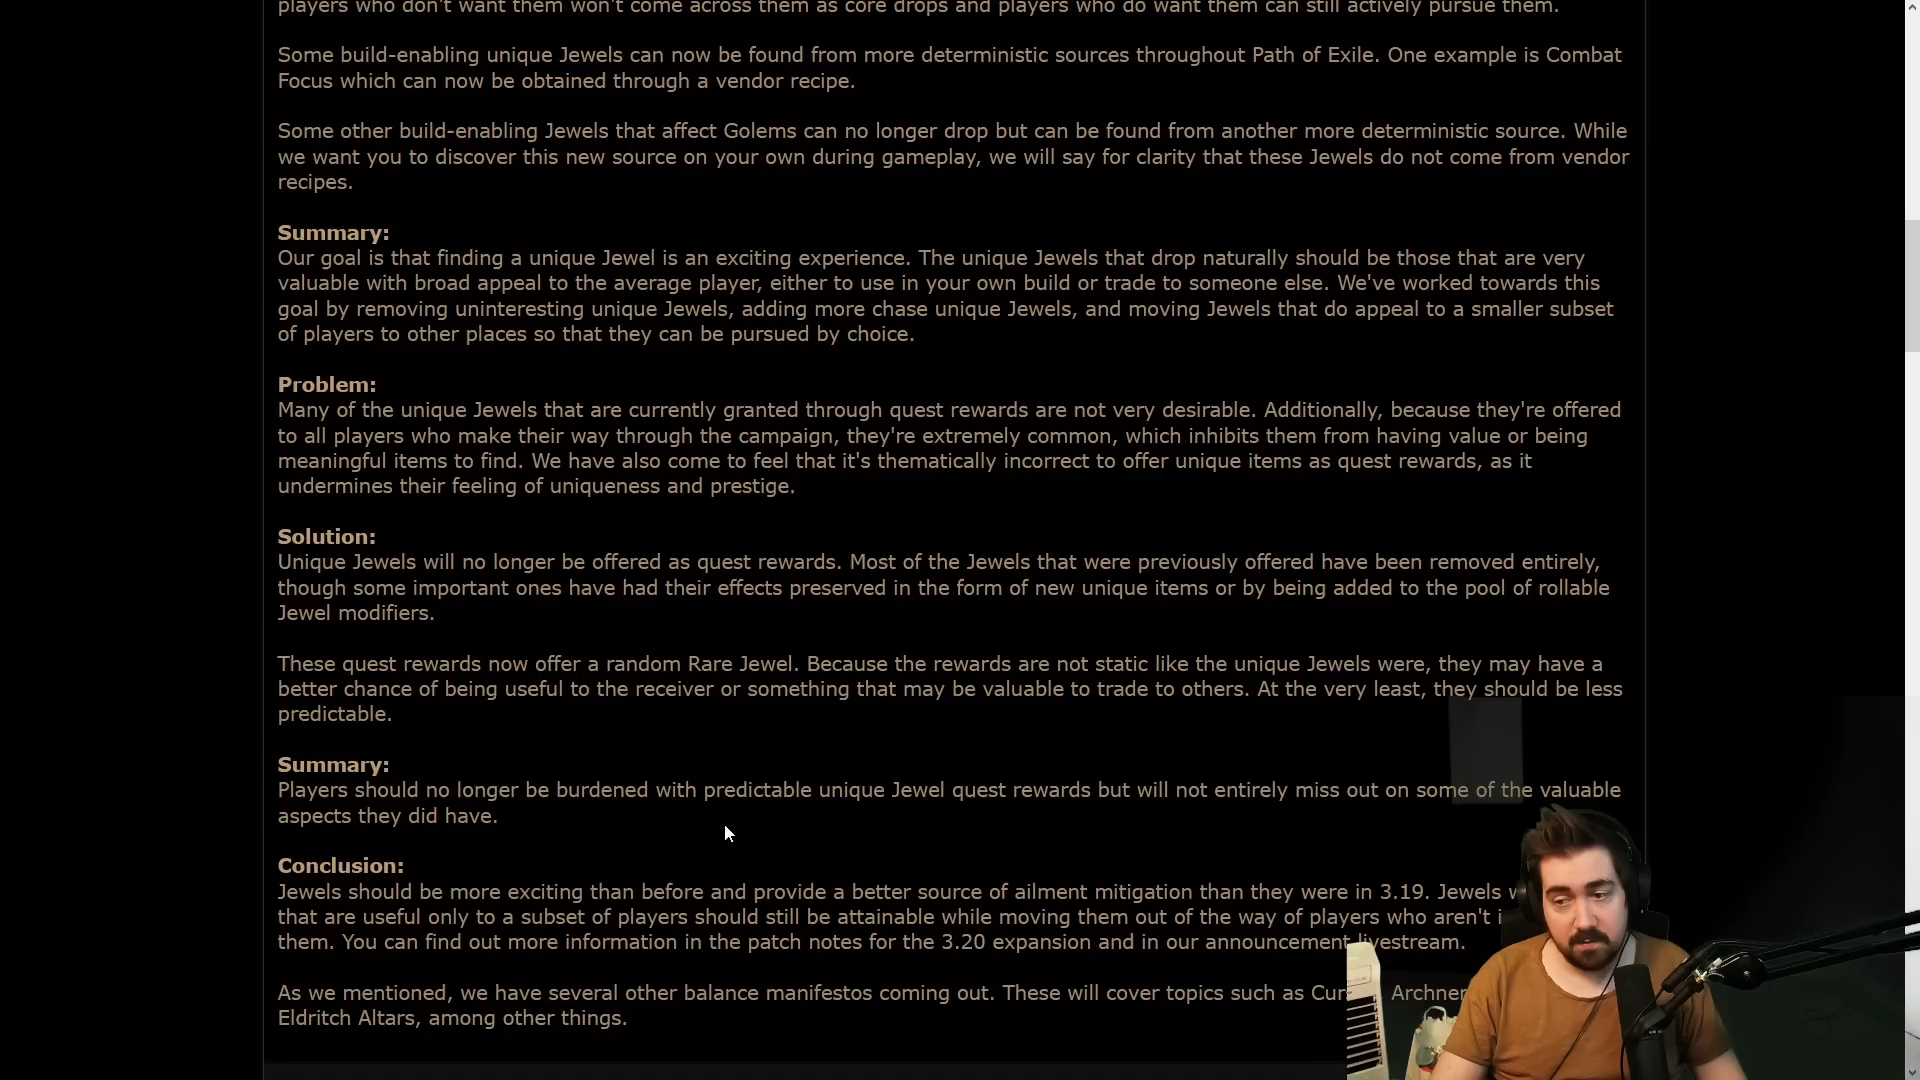 players who don't want them won't come across them as core drops and players who do want them can still actively pursue them.
Some build-enabling unique Jewels can now be found from more deterministic sources throughout Path of Exile. One example is Combat
Focus which can now be obtained through a vendor recipe.
Some other build-enabling Jewels that affect Golems can no longer drop but can be found from another more deterministic source. While
we want you to discover this new source on your own during gameplay, we will say for clarity that these Jewels do not come from vendor
recipes.
Summary:
Our goal is that finding a unique Jewel is an exciting experience. The unique Jewels that drop naturally should be those that are very
valuable with broad appeal to the average player, either to use in your own build or trade to someone else. We've worked towards this
goal by removing uninteresting unique Jewels, adding more chase unique Jewels, and moving Jewels that do appeal to a smaller subset
of players to other places so that they can be pursued by choice.
Problem:
Many of the unique Jewels that are currently granted through quest rewards are not very desirable. Additionally, because they're offered
to all players who make their way through the campaign, they're extremely common, which inhibits them from having value or being
meaningful items to find. We have also come to feel that it's thematically incorrect to offer unique items as quest rewards, as it
undermines their feeling of uniqueness and prestige.
Solution:
Unique Jewels will no longer be offered as quest rewards. Most of the Jewels that were previously offered have been removed entirely,
though some important ones have had their effects preserved in the form of new unique items or by being added to the pool of rollable
Jewel modifiers.
These quest rewards now offer a random Rare Jewel. Because the rewards are not static like the unique Jewels were, they may have a
better chance of being useful to the receiver or something that may be valuable to trade to others. At the very least, they should be less
predictable.
Summary:
Players should no longer be burdened with predictable unique Jewel quest rewards but will not entirely miss out on some of the valuable
aspects they did have.
Conclusion:
Jewels should be more exciting than before and provide a better source of ailment mitigation than they were in 3.19. Jewels
that are useful only to a subset of players should still be attainable while moving them out of the way of players who aren't
them. You can find out more information in the patch notes for the 3.20 expansion and in our announcement livestream.
As we mentioned, we have several other balance manifestos coming out. These will cover topics such as
Eldritch Altars, among other things.